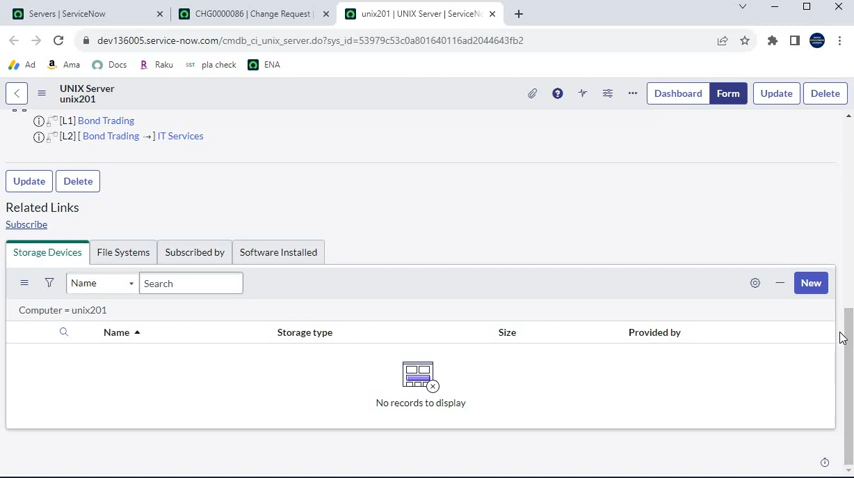 Servers | ServiceNow
CHG0000086 | Change Request |
unix201 | UNIX Server | ServiceNo
dev136005.service-now.com/cmdb_ci_unix_server.do?sys_id=53979c53c0a801640116ad2044643fb2
Ad
Ama
Docs
Raku
pla check
ENA
UNIX Server
unix201
Dashboard
Form
Update
Delete
[L1] Bond Trading
[L2] [ Bond Trading → ] IT Services
Update
Delete
Related Links
Subscribe
Storage Devices
File Systems
Subscribed by
Software Installed
Name
Search
New
Computer = unix201
Name
Storage type
Size
Provided by
No records to display